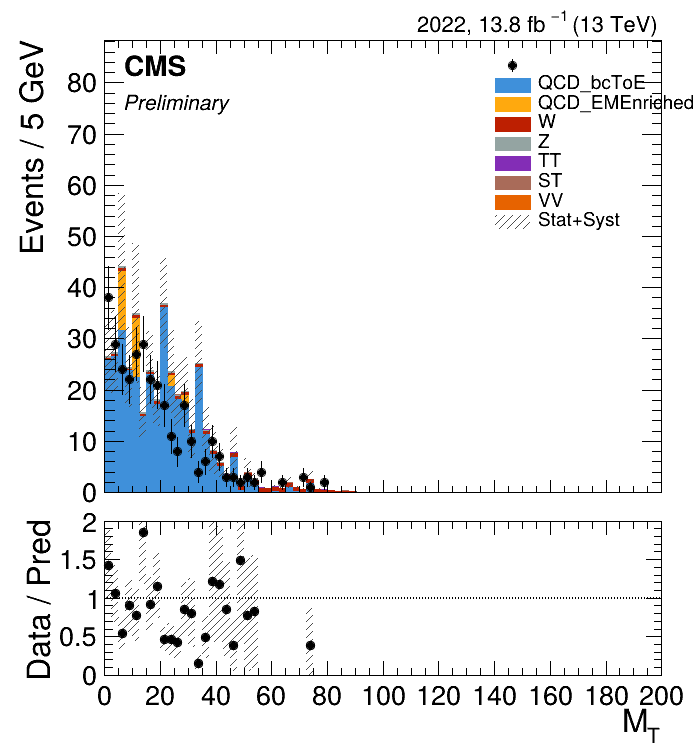 2022, 13.8 fb⁻¹ (13 TeV)
CMS
Preliminary
Events / 5 GeV
80
70
60
50
40
30
20
10
0
QCD_bcToE
QCD_EMEnriched
W
Z
TT
ST
VV
Stat+Syst
Data / Pred
2
1.5
1
0.5
0
0 20 40 60 80 100 120 140 160 180 200
M_T